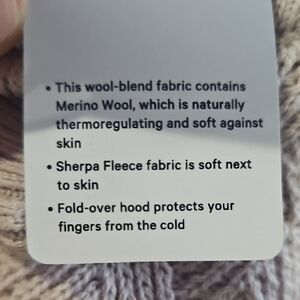 • This wool-blend fabric contains
Merino Wool, which is naturally
thermoregulating and soft against
skin
• Sherpa Fleece fabric is soft next
to skin
• Fold-over hood protects your
fingers from the cold